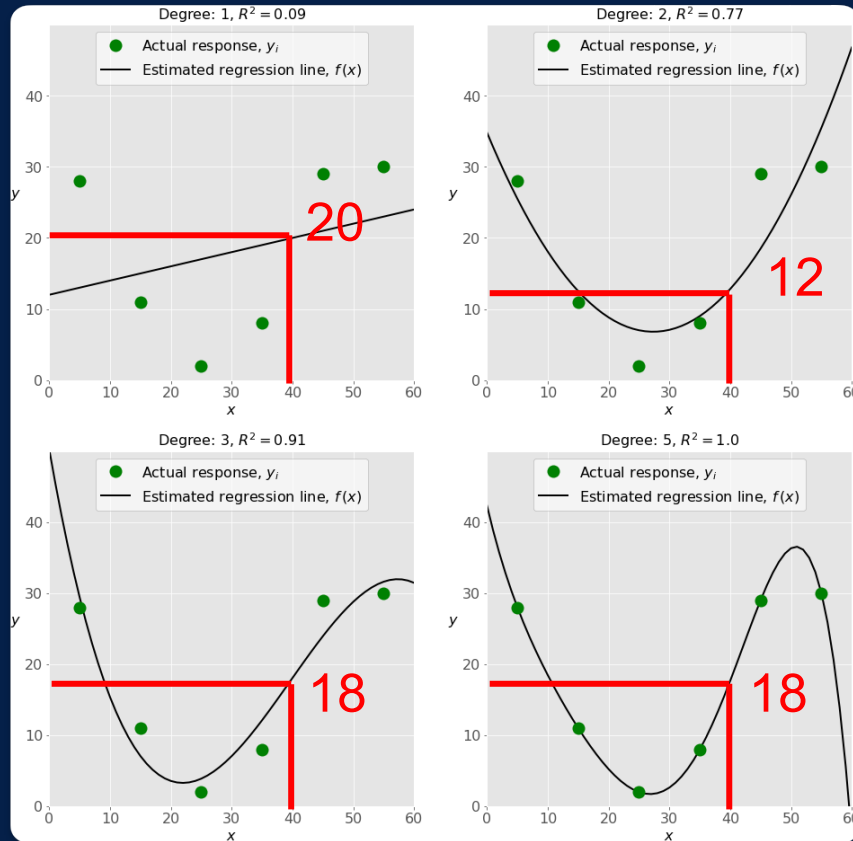 Degree: 1, R² = 0.09
Actual response, yᵢ
Estimated regression line, f(x)
40
30
y
20
20
10
0
0 10 20 30 40 50 60
x
Degree: 2, R² = 0.77
Actual response, yᵢ
Estimated regression line, f(x)
40
30
y
20
12
10
0
0 10 20 30 40 50 60
x
Degree: 3, R² = 0.91
Actual response, yᵢ
Estimated regression line, f(x)
40
30
y
20
18
10
0
0 10 20 30 40 50 60
x
Degree: 5, R² = 1.0
Actual response, yᵢ
Estimated regression line, f(x)
40
30
y
20
18
10
0
0 10 20 30 40 50 60
x